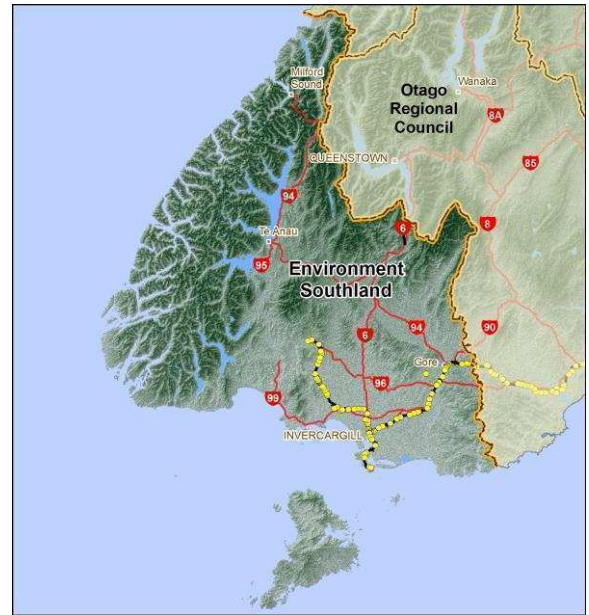 Milford
Sound
Wanaka
Otago
Regional
Council
8A
QUEENSTOWN
85
94
8
6
Te Anau
95
Environment
Southland
6
94
90
Gore
96
99
INVERCARGILL